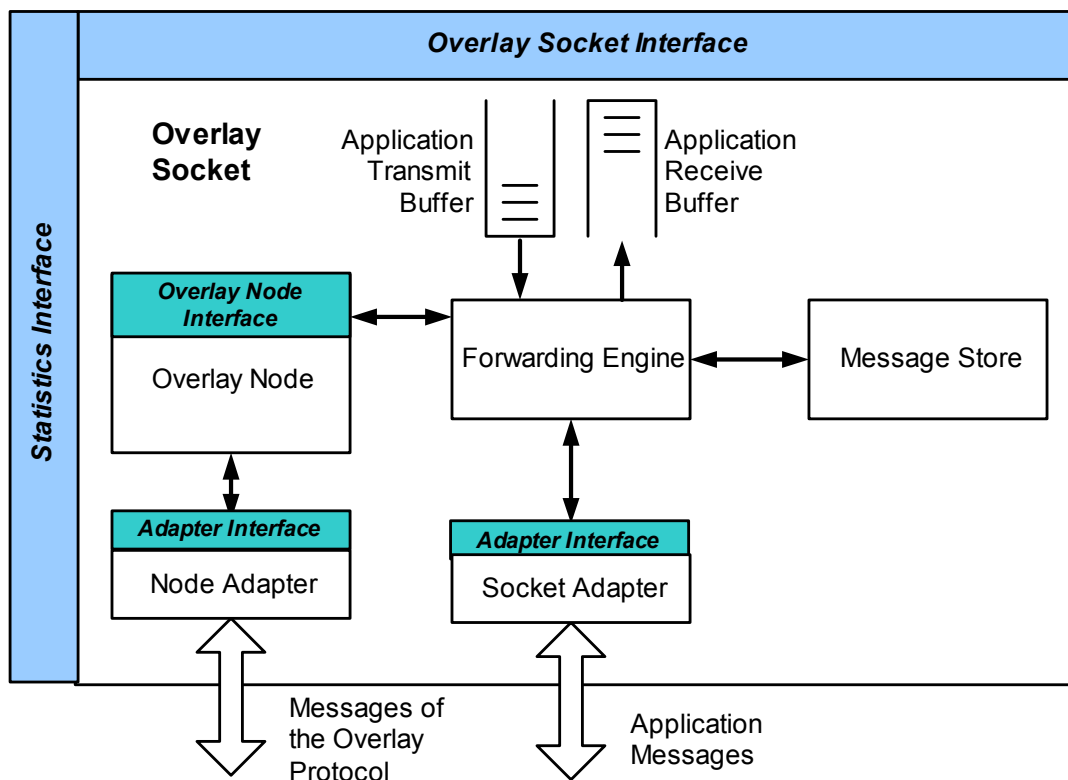 Overlay Socket Interface
Statistics Interface
Overlay
Socket
Application
Transmit
Buffer
Application
Receive
Buffer
Overlay Node
Interface
Overlay Node
Forwarding Engine
Message Store
Adapter Interface
Node Adapter
Adapter Interface
Socket Adapter
Messages of
the Overlay
Protocol
Application
Messages